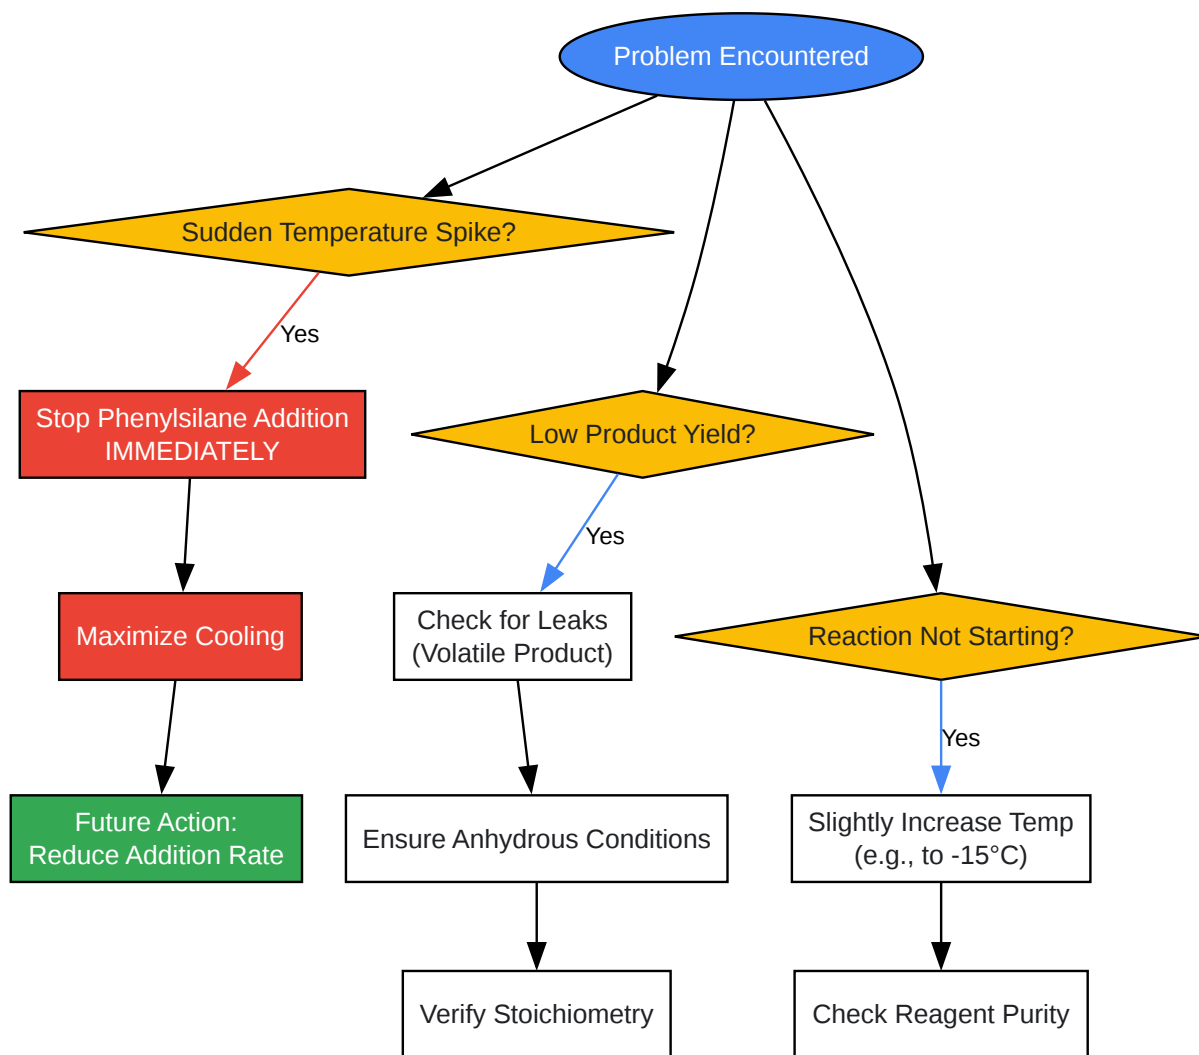 Problem Encountered
Sudden Temperature Spike?
Yes
Stop Phenylsilane Addition
IMMEDIATELY
Low Product Yield?
Yes
Maximize Cooling
Check for Leaks
(Volatile Product)
Reaction Not Starting?
Yes
Future Action:
Reduce Addition Rate
Ensure Anhydrous Conditions
Slightly Increase Temp
(e.g., to -15°C)
Verify Stoichiometry
Check Reagent Purity